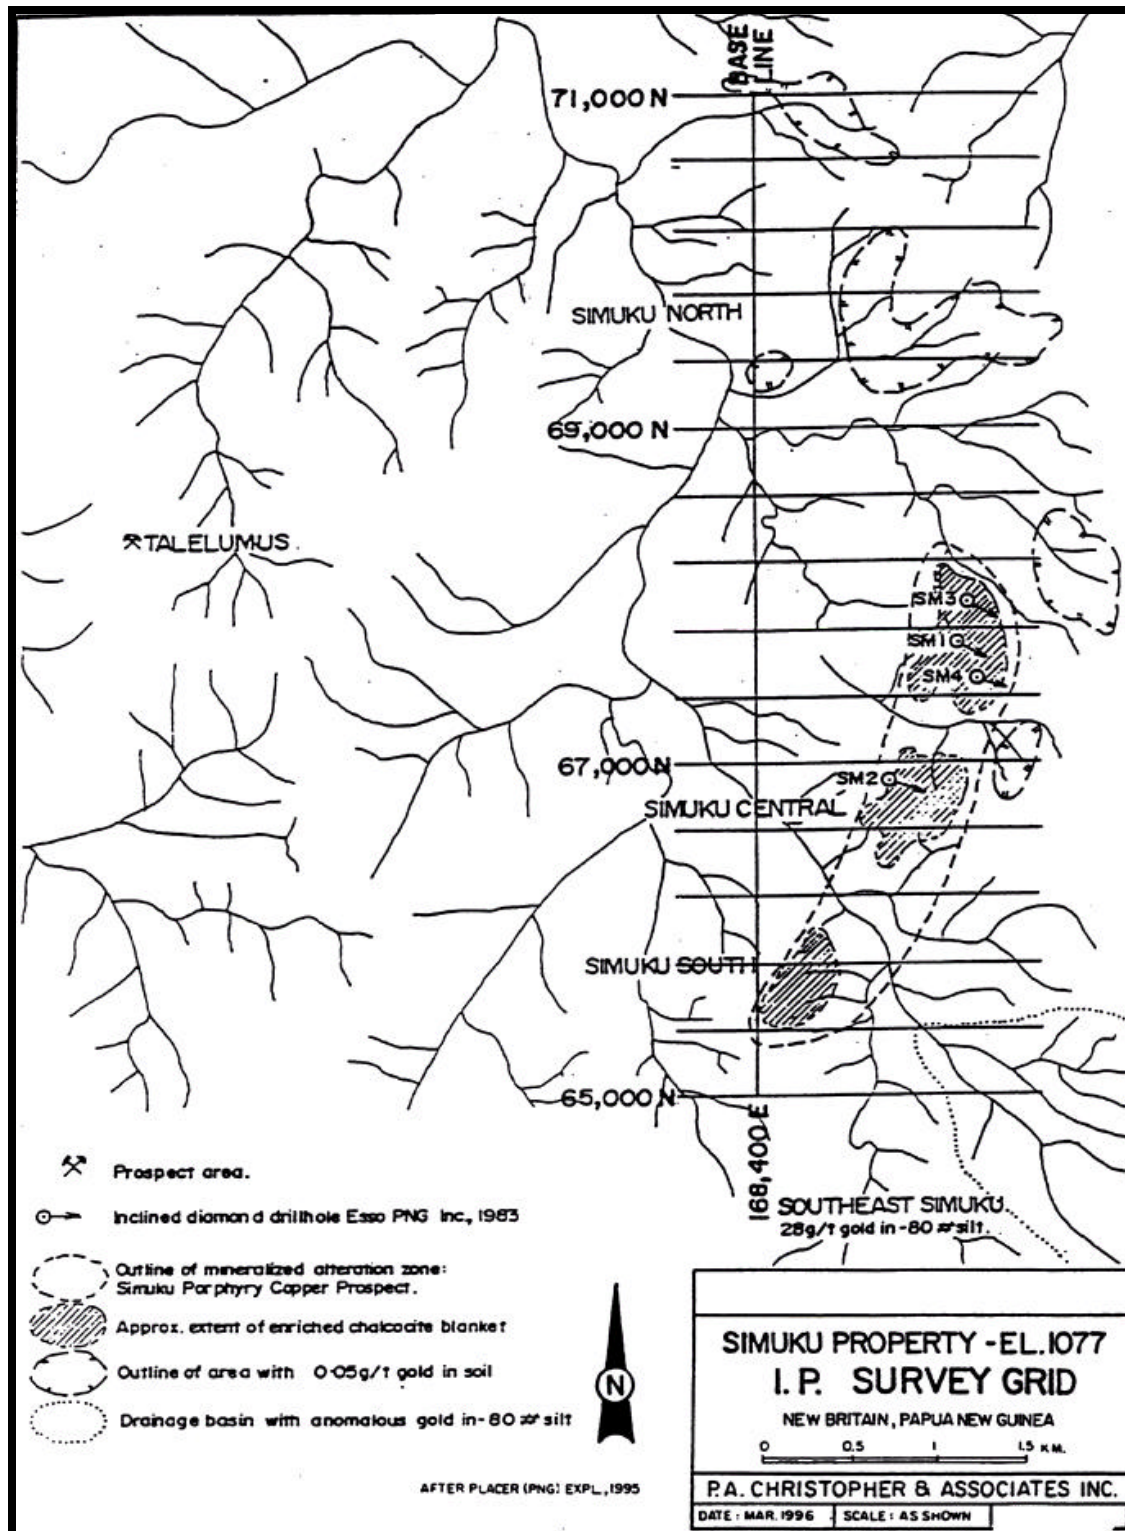 BASE
LINE
71,000 N
SIMUKU NORTH
69,000 N
TALELUMUS
SM3
SM1
SM4
67,000 N
SM2
SIMUKU CENTRAL
SIMUKU SOUTH
65,000 N
168,400 E
SOUTHEAST SIMUKU.
28g/t gold in -80 # silt.
Prospect area.
Inclined diamond drillhole Esso PNG Inc., 1983
Outline of mineralized alteration zone:
Simuku Porphyry Copper Prospect.
Approx. extent of enriched chalcocite blanket
Outline of area with 0·05g/t gold in soil
Drainage basin with anomalous gold in -80 # silt
N
AFTER PLACER (PNG) EXPL., 1995
SIMUKU PROPERTY - EL.1077
I.P. SURVEY GRID
NEW BRITAIN, PAPUA NEW GUINEA
0 0.5 1 1.5 KM.
P.A. CHRISTOPHER & ASSOCIATES INC.
DATE : MAR. 1996 SCALE : AS SHOWN